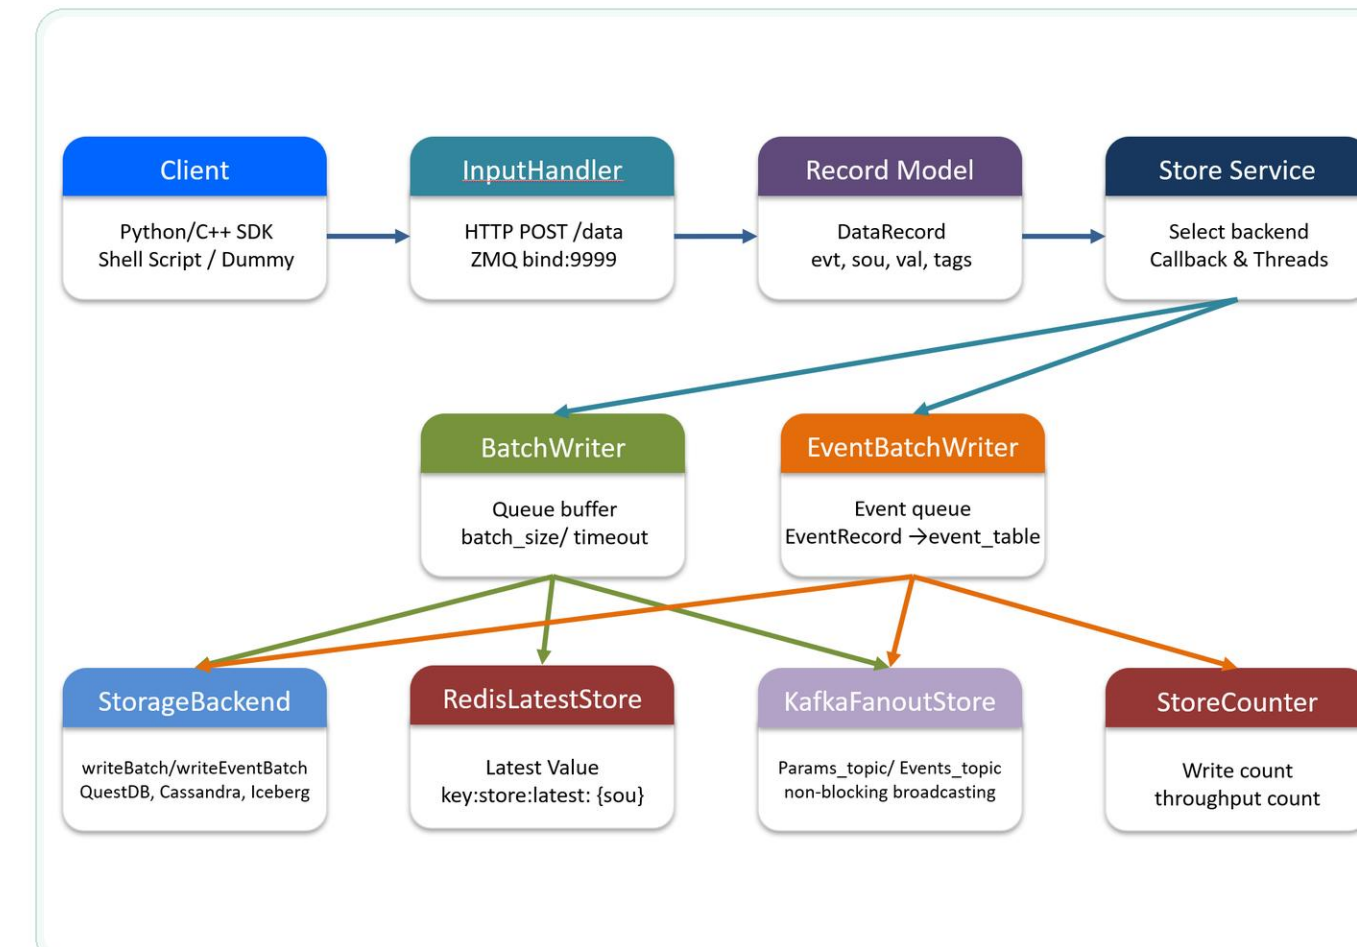 Client
Python/C++ SDK
Shell Script / Dummy
InputHandler
HTTP POST /data
ZMQ bind:9999
Record Model
DataRecord
evt, sou, val, tags
Store Service
Select backend
Callback & Threads
BatchWriter
Queue buffer
batch_size/ timeout
EventBatchWriter
Event queue
EventRecord →event_table
StorageBackend
writeBatch/writeEventBatch
QuestDB, Cassandra, Iceberg
RedisLatestStore
Latest Value
key:store:latest: {sou}
KafkaFanoutStore
Params_topic/ Events_topic
non-blocking broadcasting
StoreCounter
Write count
throughput count